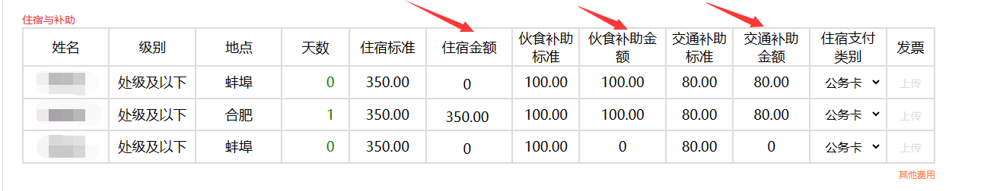 住宿与补助
姓名 级别 地点 天数 住宿标准 住宿金额 伙食补助标准 伙食补助金额 交通补助标准 交通补助金额 住宿支付类别 发票
处级及以下 蚌埠 0 350.00 0 100.00 100.00 80.00 80.00 公务卡 上传
处级及以下 合肥 1 350.00 350.00 100.00 100.00 80.00 80.00 公务卡 上传
处级及以下 蚌埠 0 350.00 0 100.00 0 80.00 0 公务卡 上传
其他费用